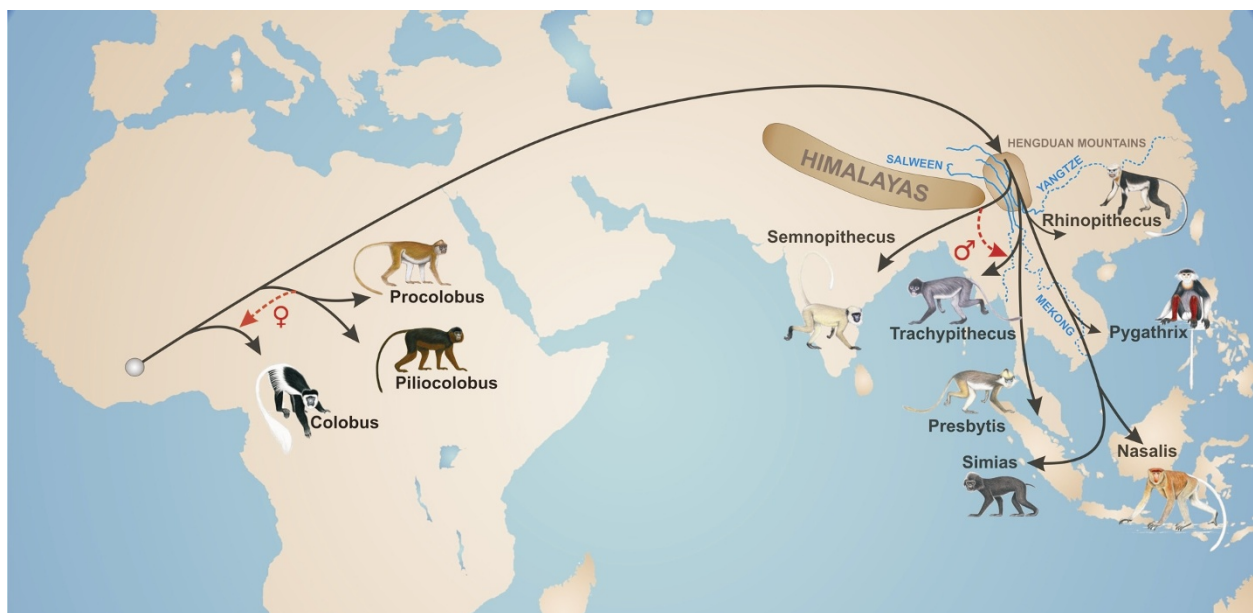 HENGDUAN MOUNTAINS
HIMALAYAS
SALWEEN
YANGTZE
Rhinopithecus
Semnopithecus
♂
Procolobus
Trachypithecus
MEKONG
♀
Pygathrix
Piliocolobus
Colobus
Presbytis
Nasalis
Simias